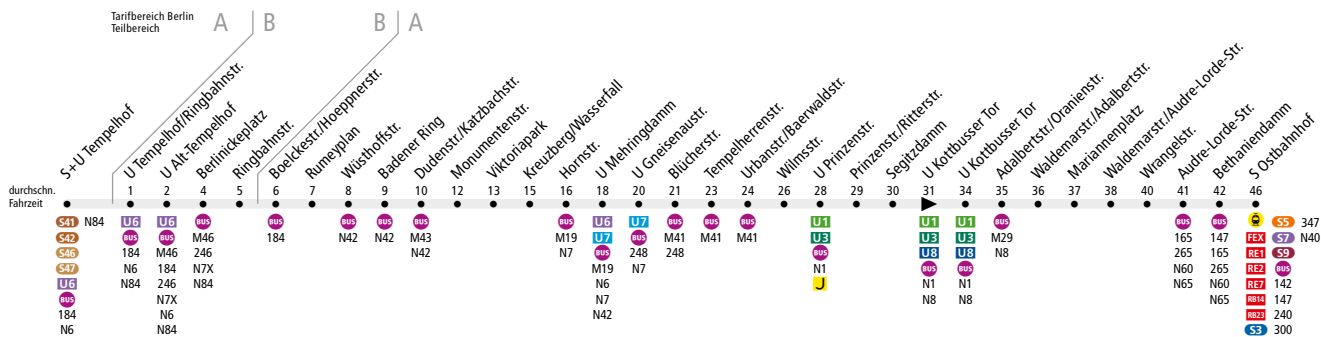 Tarifbereich Berlin
Teilbereich
A B
B A
S+U Tempelhof
U Tempelhof/Ringbahnstr.
U Alt-Tempelhof
Berlinickeplatz
Ringbahnstr.
Boelckestr./Hoeppnerstr.
Rumeyplan
Wüsthoffstr.
Badener Ring
Dudenstr./Katzbachstr.
Monumentenstr.
Viktoriapark
Kreuzberg/Wasserfall
Hornstr.
U Mehringdamm
U Gneisenaustr.
Blücherstr.
Tempelherrenstr.
Urbanstr./Baerwaldstr.
Wilmsstr.
U Prinzenstr.
Prinzenstr./Ritterstr.
Segitzdamm
U Kottbusser Tor
U Kottbusser Tor
Adalbertstr./Oranienstr.
Waldemarstr./Adalbertstr.
Mariannenplatz
Waldemarstr./Audre-Lorde-Str.
Wrangelstr.
Audre-Lorde-Str.
Bethaniendamm
S Ostbahnhof
durchschn.
Fahrzeit
1 2 4 5 6 7 8 9 10 12 13 15 16 18 20 21 23 24 26 28 29 30 31 34 35 36 37 38 40 41 42 46
S41 N84
S42
S46
S47
U6
BUS
184
N6
U6
BUS
184
N6
N84
U6
BUS
M46
184
246
N7X
N6
N84
BUS
M46
246
N7X
N84
BUS
184
BUS
N42
BUS
N42
BUS
M43
N42
BUS
M19
N7
U6
U7
BUS
M19
N6
N7
N42
U7
BUS
248
N7
BUS
M41
248
BUS
M41
BUS
M41
U1
U3
BUS
N1
U1
U3
U8
BUS
N1
N8
U1
U3
U8
BUS
N1
N8
BUS
M29
N8
BUS
165
265
N60
N65
BUS
147
165
265
N60
N65
FEX
RE1
RE2
RE7
RB14
RB23
S3
S5 347
S7 N40
S9
BUS
142
147
240
300